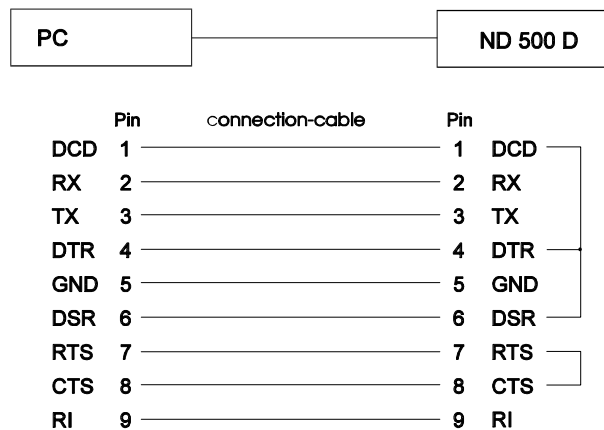 PC ND 500 D
Pin connection-cable Pin
DCD 1 1 DCD
RX 2 2 RX
TX 3 3 TX
DTR 4 4 DTR
GND 5 5 GND
DSR 6 6 DSR
RTS 7 7 RTS
CTS 8 8 CTS
RI 9 9 RI